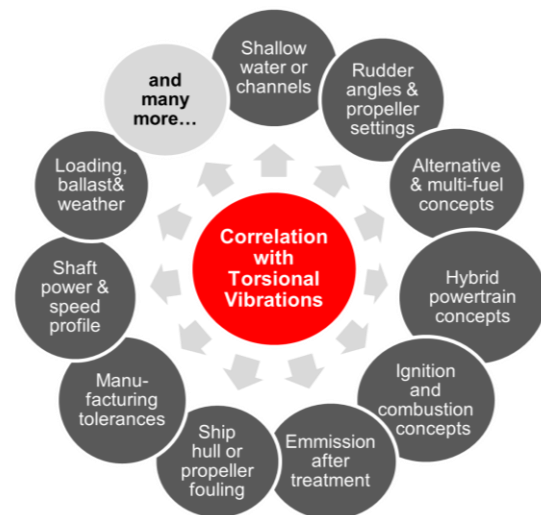 Correlation
with
Torsional
Vibrations
Shallow
water or
channels
Rudder
angles &
propeller
settings
Alternative
& multi-fuel
concepts
Hybrid
powertrain
concepts
Ignition
and
combustion
concepts
Emmission
after
treatment
Ship
hull or
propeller
fouling
Manu-
facturing
tolerances
Shaft
power &
speed
profile
Loading,
ballast&
weather
and
many
more...